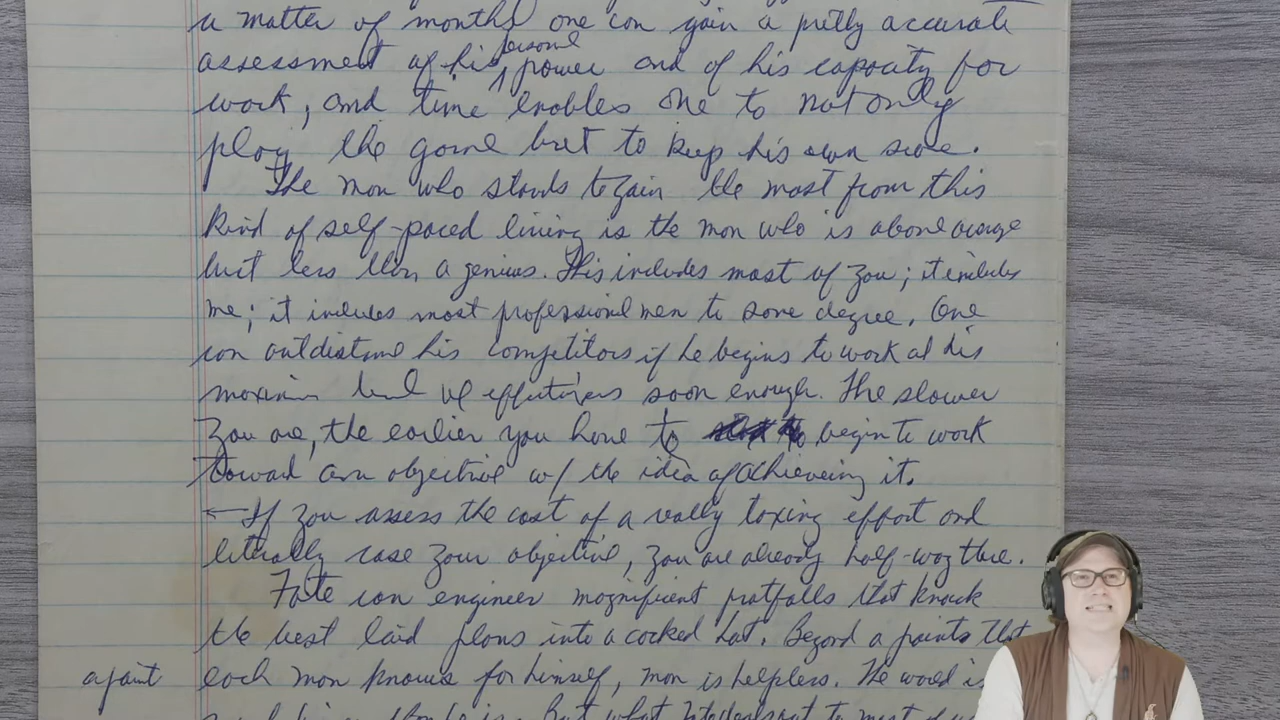 a matter of months one can gain a pretty accurate
assessment of his personal power and of his capacity for
work, and time enables one to not only
play the game but to keep his own score.
The man who stands to gain the most from this
kind of self-paced living is the man who is above average
but less than a genius. This includes most of you; it includes
me; it includes most professional men to some degree. One
can outdistance his competitors if he begins to work at his
maximum level of effectiveness soon enough. The slower
you are, the earlier you have to begin to work
toward an objective w/ the idea of achieveing it.
If you assess the cost of a really taxing effort and
literally case your objective, you are already half-way there.
Fate can engineer magnificent pratfalls that knock
the best laid plans into a cocked hat. Beyond a points that
a point each man knows for himself, man is helpless. The world is
But what